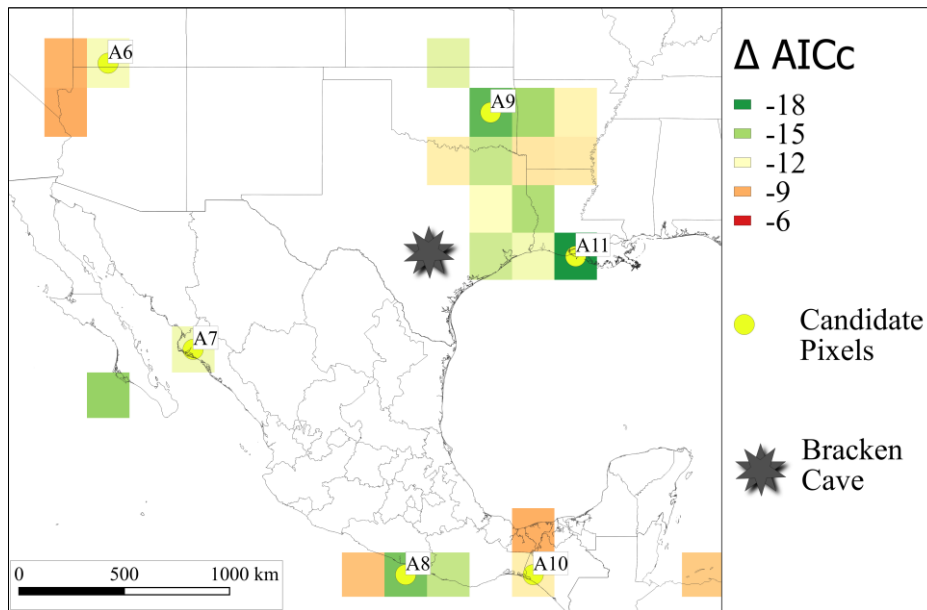 A6
A9
A11
A7
A8
A10
0 500 1000 km
Δ AICc
-18
-15
-12
-9
-6
Candidate
Pixels
Bracken
Cave